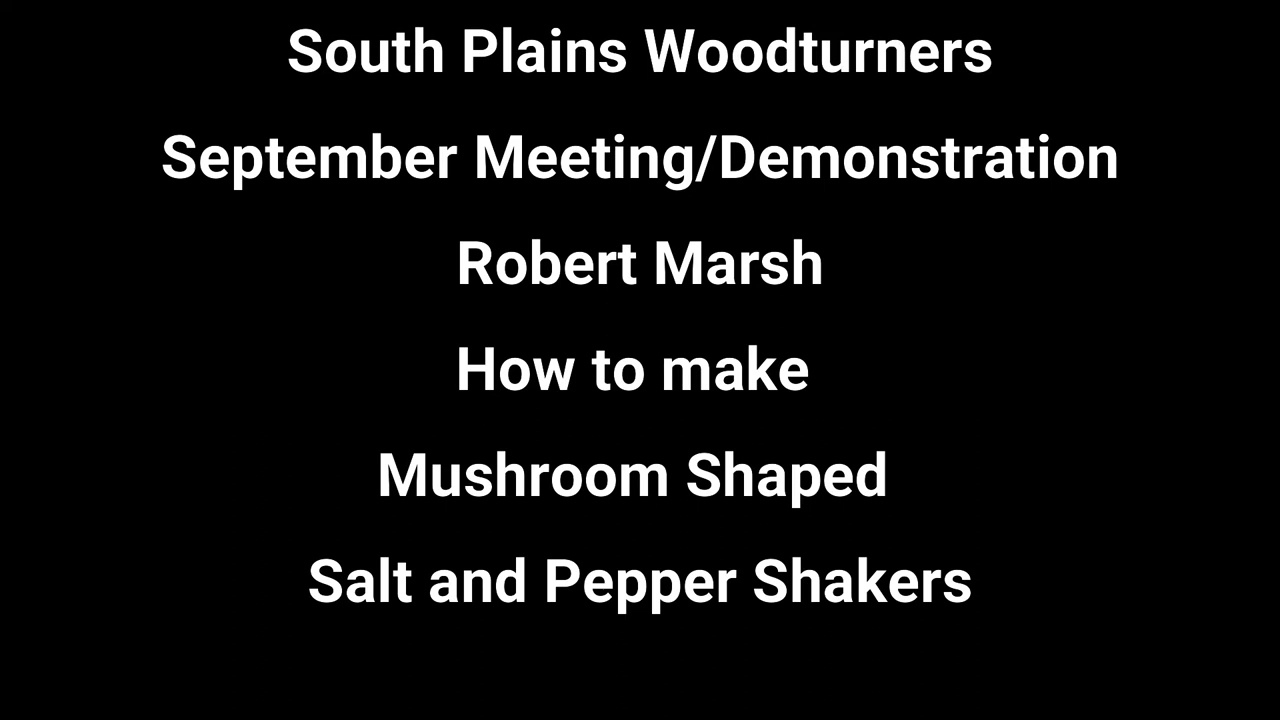 South Plains Woodturners
September Meeting/Demonstration
Robert Marsh
How to make
Mushroom Shaped
Salt and Pepper Shakers